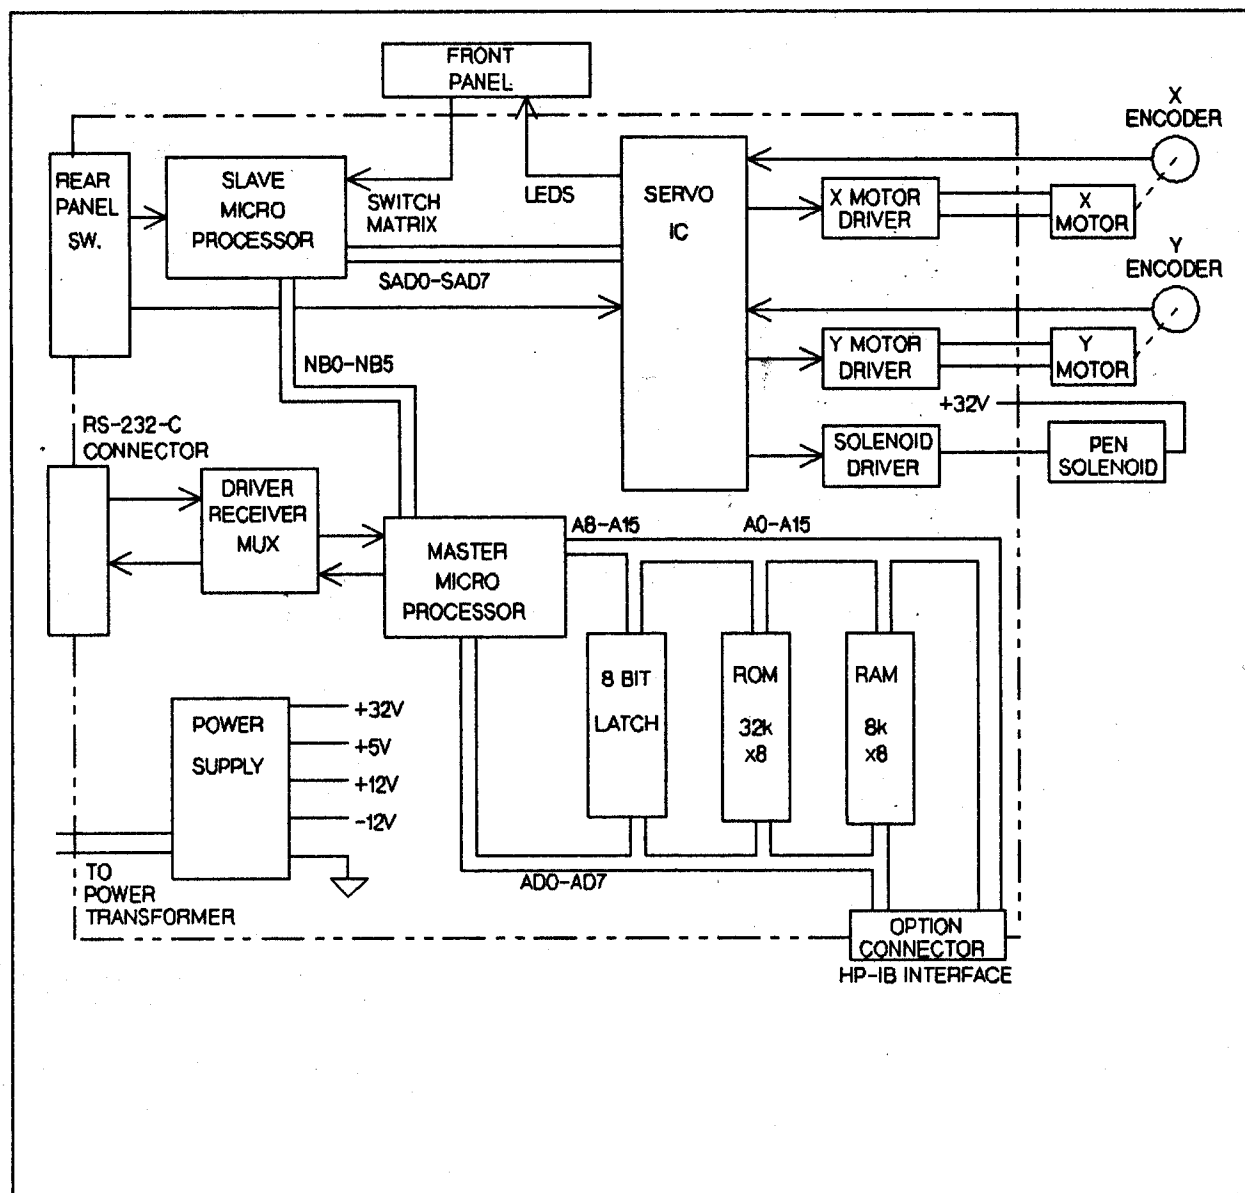 FRONT
PANEL
X
ENCODER
REAR
PANEL
SW.
SLAVE
MICRO
PROCESSOR
SWITCH
MATRIX
LEDS
SERVO
IC
X MOTOR
DRIVER
X
MOTOR
Y
ENCODER
SAD0-SAD7
Y MOTOR
DRIVER
Y
MOTOR
NB0-NB5
+32V
RS-232-C
CONNECTOR
SOLENOID
DRIVER
PEN
SOLENOID
DRIVER
RECEIVER
MUX
A8-A15
A0-A15
MASTER
MICRO
PROCESSOR
8 BIT
LATCH
ROM
32k
x8
RAM
8k
x8
POWER
SUPPLY
+32V
+5V
+12V
-12V
TO
POWER
TRANSFORMER
AD0-AD7
OPTION
CONNECTOR
HP-IB INTERFACE